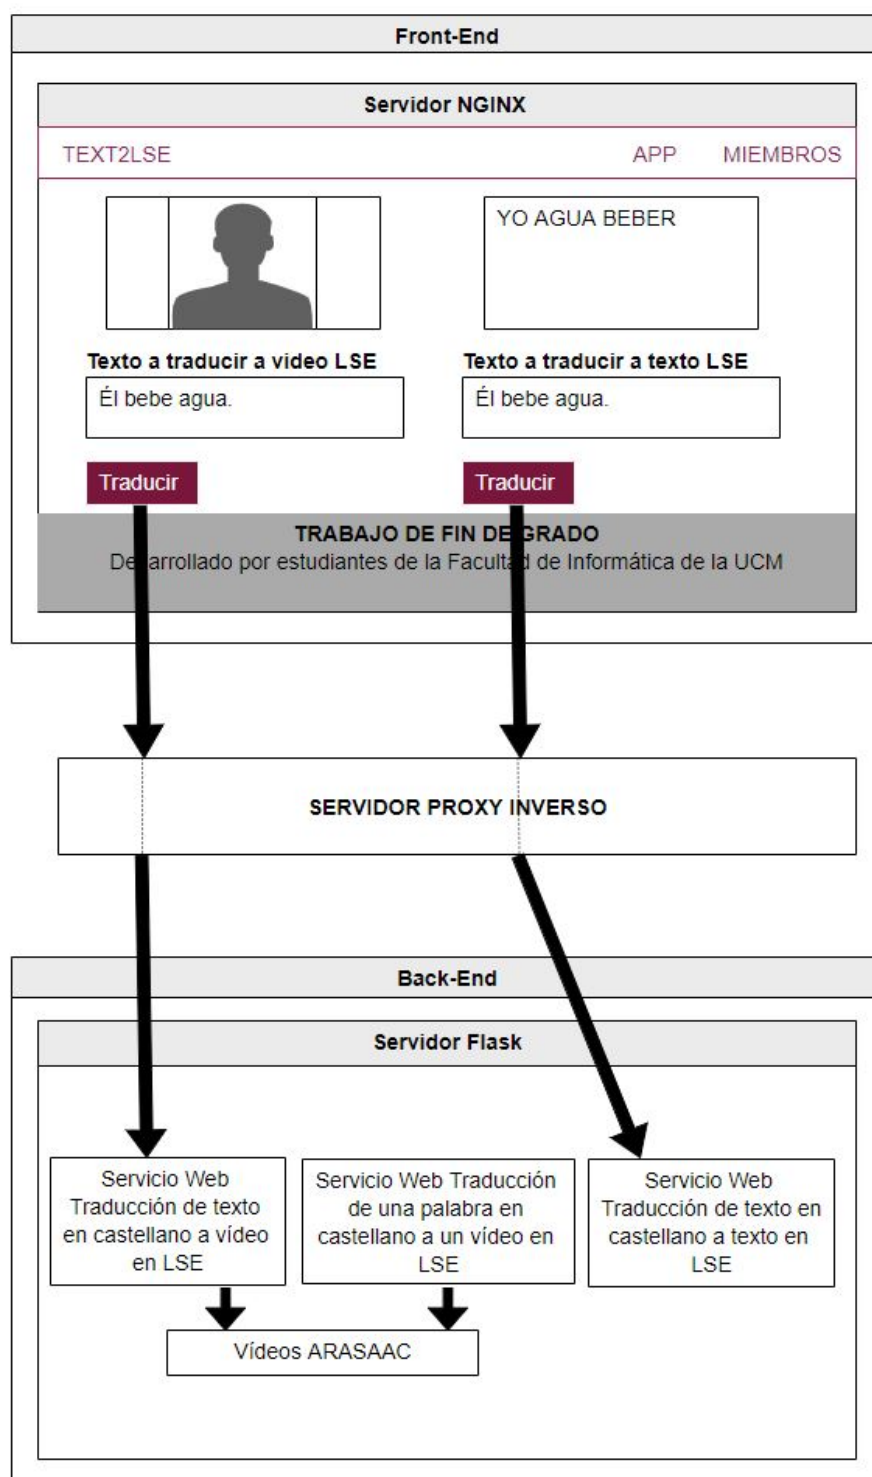 Front-End
Servidor NGINX
TEXT2LSE APP MIEMBROS
YO AGUA BEBER
Texto a traducir a video LSE
Él bebe agua.
Traducir
Texto a traducir a texto LSE
Él bebe agua.
Traducir
TRABAJO DE FIN DE GRADO
Desarrollado por estudiantes de la Facultad de Informática de la UCM
SERVIDOR PROXY INVERSO
Back-End
Servidor Flask
Servicio Web
Traducción de texto
en castellano a vídeo
en LSE
Servicio Web Traducción
de una palabra en
castellano a un vídeo en
LSE
Servicio Web
Traducción de texto en
castellano a texto en
LSE
Vídeos ARASAAC